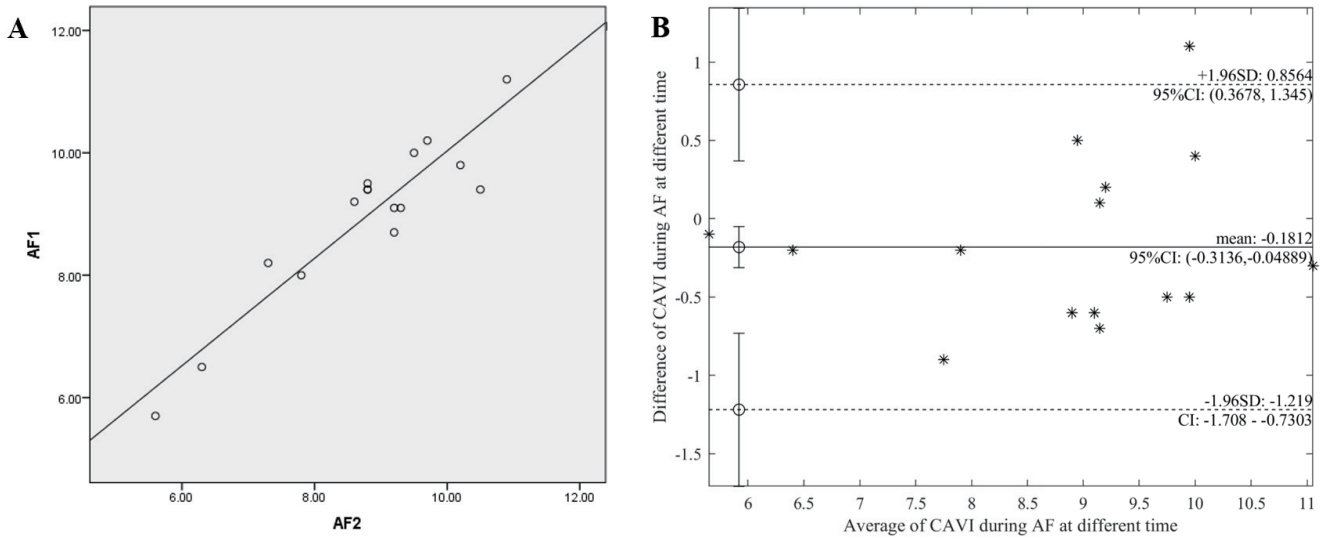 A
12.00
10.00
8.00
6.00
AF1
6.00 8.00 10.00 12.00
AF2
B
Difference of CAVI during AF at different time
1
0.5
0
-0.5
-1
-1.5
+1.96SD: 0.8564
95%CI: (0.3678, 1.345)
mean: -0.1812
95%CI: (-0.3136,-0.04889)
-1.96SD: -1.219
CI: -1.708 - -0.7303
6 6.5 7 7.5 8 8.5 9 9.5 10 10.5 11
Average of CAVI during AF at different time